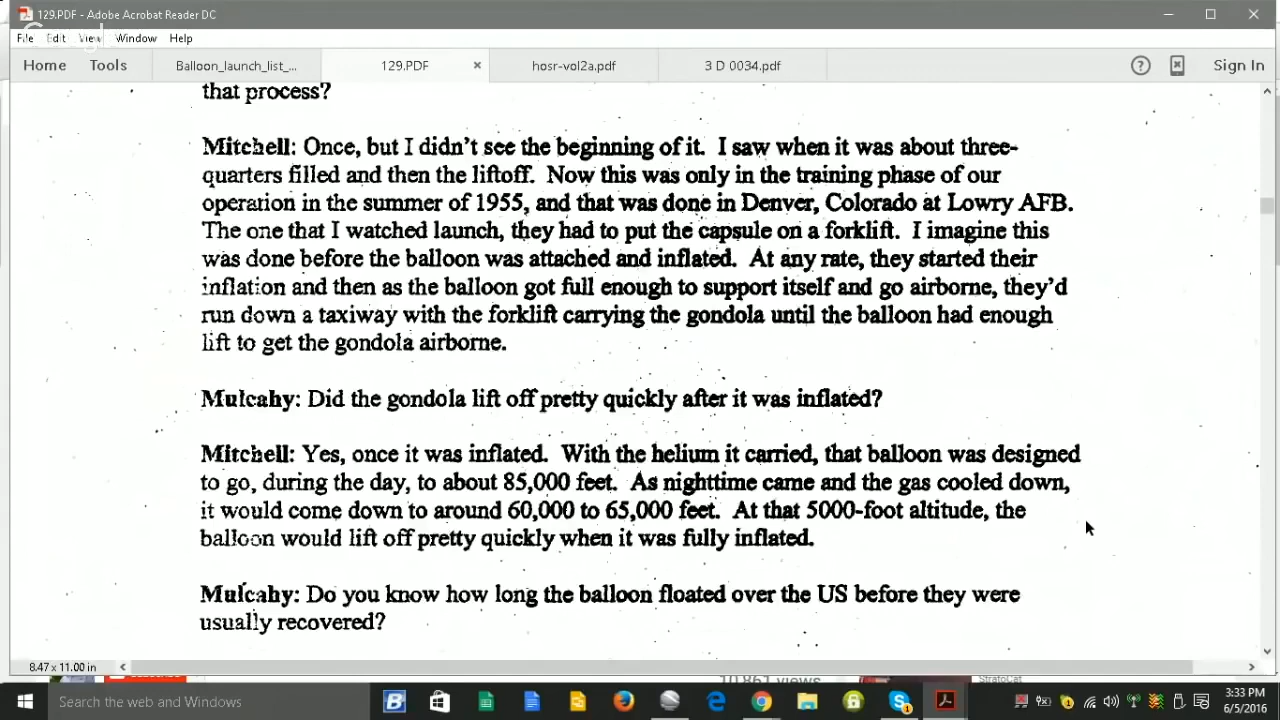 129.PDF - Adobe Acrobat Reader DC
Google
File Edit View Window Help
Home Tools Balloon_launch_list_... 129.PDF × hosr-vol2a.pdf 3 D 0034.pdf Sign In
that process?
Mitchell: Once, but I didn't see the beginning of it. I saw when it was about three-
quarters filled and then the liftoff. Now this was only in the training phase of our
operation in the summer of 1955, and that was done in Denver, Colorado at Lowry AFB.
The one that I watched launch, they had to put the capsule on a forklift. I imagine this
was done before the balloon was attached and inflated. At any rate, they started their
inflation and then as the balloon got full enough to support itself and go airborne, they'd
run down a taxiway with the forklift carrying the gondola until the balloon had enough
lift to get the gondola airborne.
Mulcahy: Did the gondola lift off pretty quickly after it was inflated?
Mitchell: Yes, once it was inflated. With the helium it carried, that balloon was designed
to go, during the day, to about 85,000 feet. As nighttime came and the gas cooled down,
it would come down to around 60,000 to 65,000 feet. At that 5000-foot altitude, the
balloon would lift off pretty quickly when it was fully inflated.
Mulcahy: Do you know how long the balloon floated over the US before they were
usually recovered?
8.47 x 11.00 in
10,861 views
StratoCat
Search the web and Windows
3:33 PM
6/5/2016